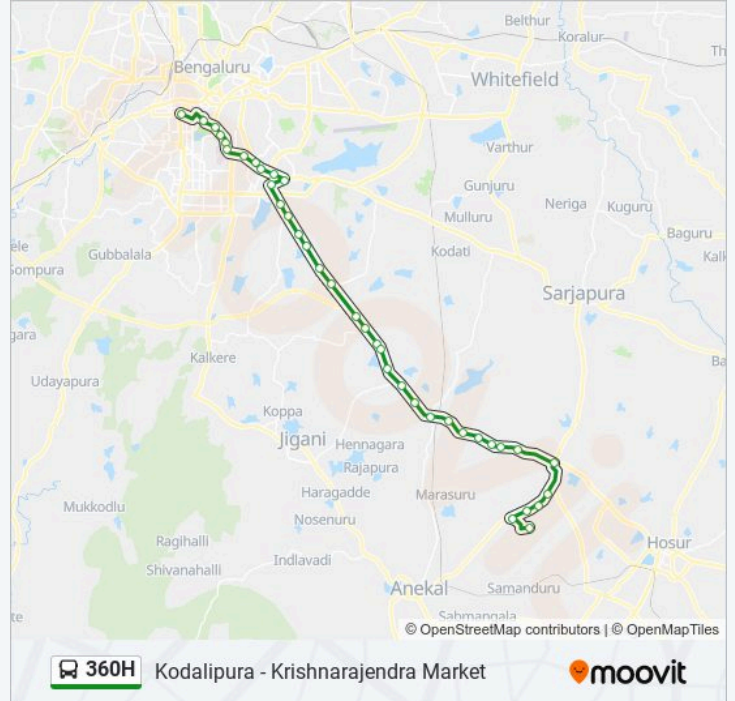 Belthur
Koralur
Bengaluru
Th
Whitefield
Varthur
Gunjuru
Neriga
Kuguru
Mulluru
Baguru
ele
Gubbalala
Kodati
Kalk
Sompura
Sarjapura
gara
Kalkere
Ba
Udayapura
Koppa
Jigani
Hennagara
Rajapura
Haragadde
Marasuru
Mukkodlu
Nosenuru
Ragihalli
Hosur
Indlavadi
Shivanahalli
Anekal
Samanduru
te
Sabmangala
© OpenStreetMap contributors | © OpenMapTiles
360H Kodalipura - Krishnarajendra Market moovit